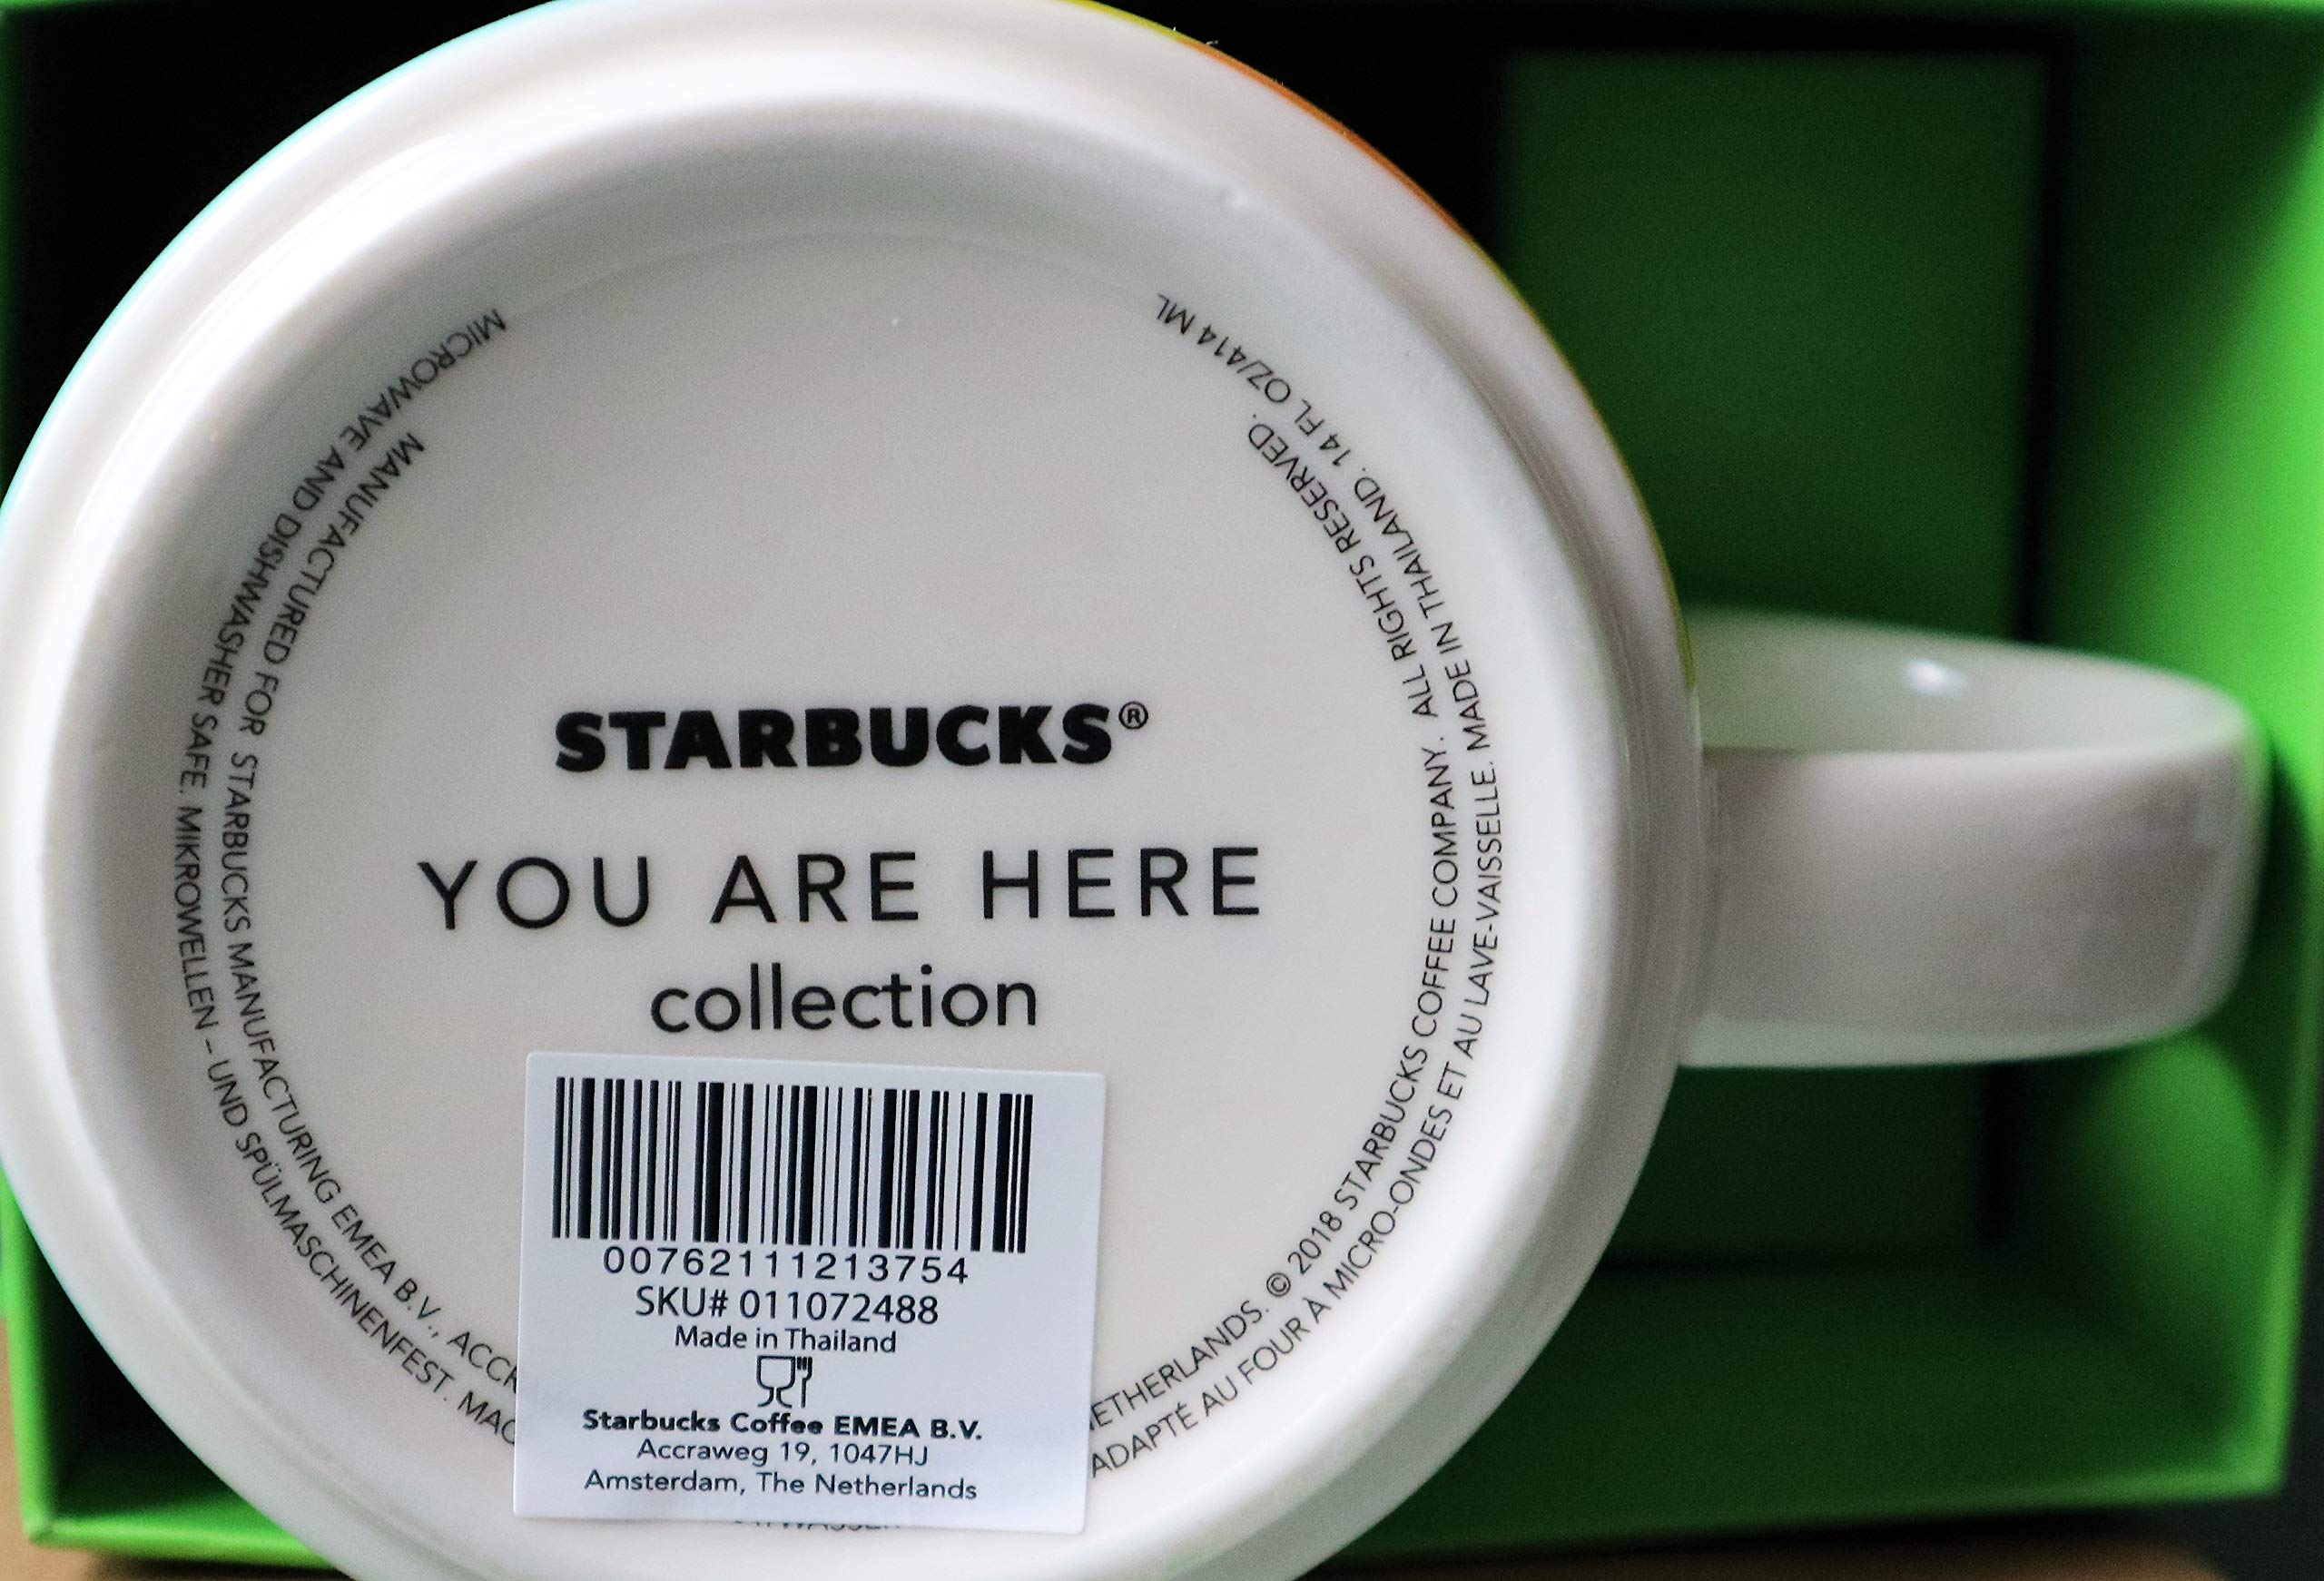 MICROWAVE AND DISHWASHER SAFE. MIKROWELLEN – UND SPÜLMASCHINENFEST.
ADAPTÉ AU FOUR À MICRO-ONDES ET AU LAVE-VAISSELLE. MADE IN THAILAND. 14 FL OZ/414 ML
MANUFACTURED FOR STARBUCKS MANUFACTURING EMEA B.V.,
© 2018 STARBUCKS COFFEE COMPANY. ALL RIGHTS RESERVED.
STARBUCKS®
YOU ARE HERE
collection
00762111213754
SKU# 011072488
Made in Thailand
Starbucks Coffee EMEA B.V.
Accraweg 19, 1047HJ
Amsterdam, The Netherlands